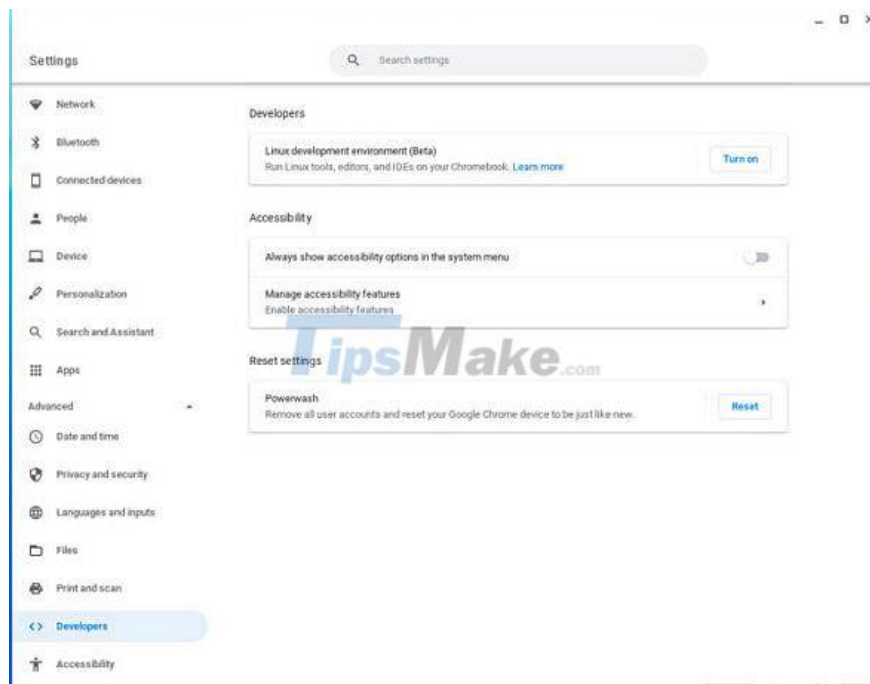 Settings
Search settings
Network
Bluetooth
Connected devices
People
Device
Personalization
Search and Assistant
Apps
Advanced
Date and time
Privacy and security
Languages and inputs
Files
Print and scan
Developers
Accessibility
Developers
Linux development environment (Beta)
Run Linux tools, editors, and IDEs on your Chromebook. Learn more
Turn on
Accessibility
Always show accessibility options in the system menu
Manage accessibility features
Enable accessibility features
TipsMake.com
Reset settings
Powerwash
Remove all user accounts and reset your Google Chrome device to be just like new.
Reset